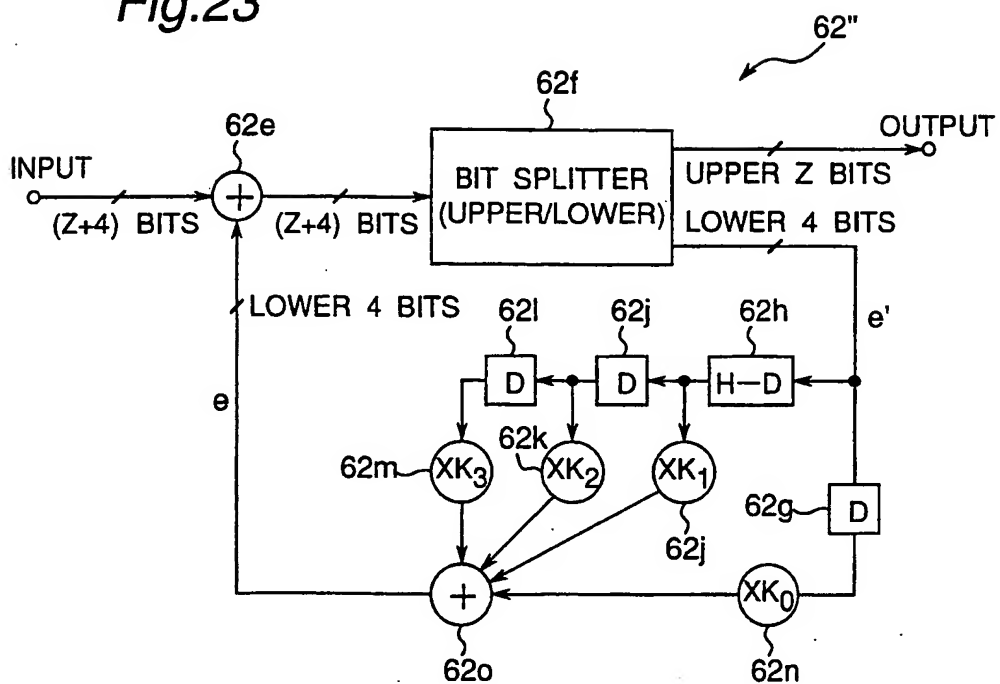 Fig.23
62"
62f
62e
OUTPUT
INPUT
BIT SPLITTER
(UPPER/LOWER)
UPPER Z BITS
(Z+4) BITS
(Z+4) BITS
LOWER 4 BITS
LOWER 4 BITS
e'
62l
62j
62h
D
D
H—D
e
62k
62m
XK3
XK2
XK1
62g
D
62j
+
XK0
+
62o
62n